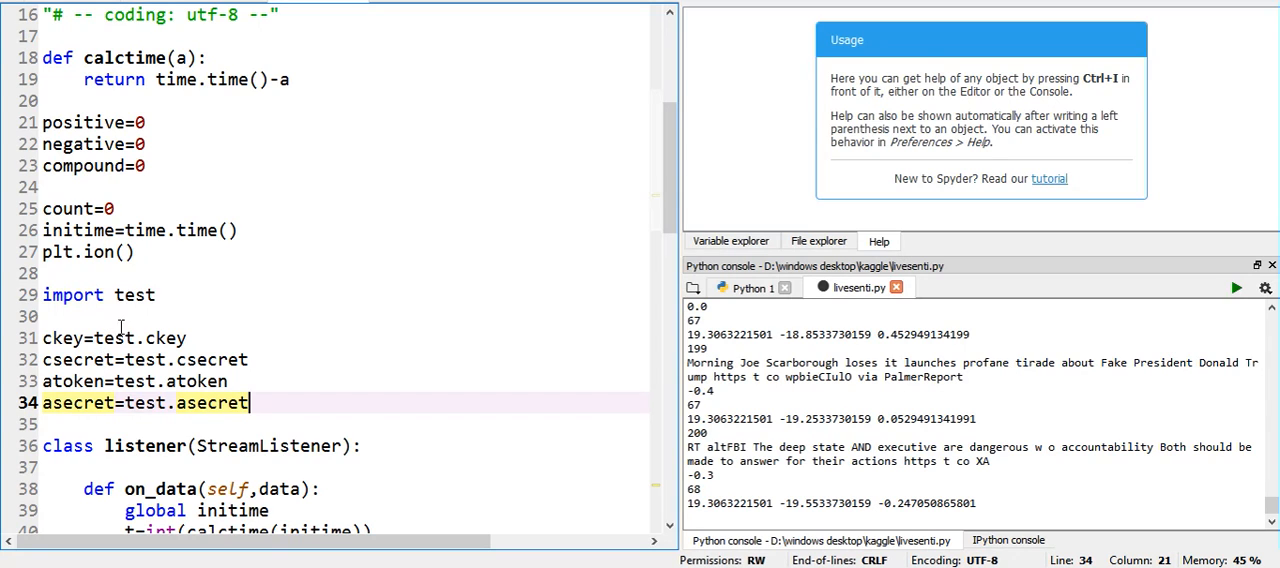 16 "# -- coding: utf-8 --"
17
18 def calctime(a):
19     return time.time()-a
20
21 positive=0
22 negative=0
23 compound=0
24
25 count=0
26 initime=time.time()
27 plt.ion()
28
29 import test
30
31 ckey=test.ckey
32 csecret=test.csecret
33 atoken=test.atoken
34 asecret=test.asecret
35
36 class listener(StreamListener):
37
38     def on_data(self,data):
39         global initime
40         t=int(calctime(initime))
Usage
Here you can get help of any object by pressing Ctrl+I in
front of it, either on the Editor or the Console.
Help can also be shown automatically after writing a left
parenthesis next to an object. You can activate this
behavior in Preferences > Help.
New to Spyder? Read our tutorial
Variable explorer File explorer Help
Python console - D:\windows desktop\kaggle\livesenti.py
Python 1 livesenti.py
0.0
67
19.3063221501 -18.8533730159 0.452949134199
199
Morning Joe Scarborough loses it launches profane tirade about Fake President Donald Tr
ump https t co wpbieCIulO via PalmerReport
-0.4
67
19.3063221501 -19.2533730159 0.0529491341991
200
RT altFBI The deep state AND executive are dangerous w o accountability Both should be
made to answer for their actions https t co XA
-0.3
68
19.3063221501 -19.5533730159 -0.247050865801
Python console - D:\windows desktop\kaggle\livesenti.py IPython console
Permissions: RW End-of-lines: CRLF Encoding: UTF-8 Line: 34 Column: 21 Memory: 45 %